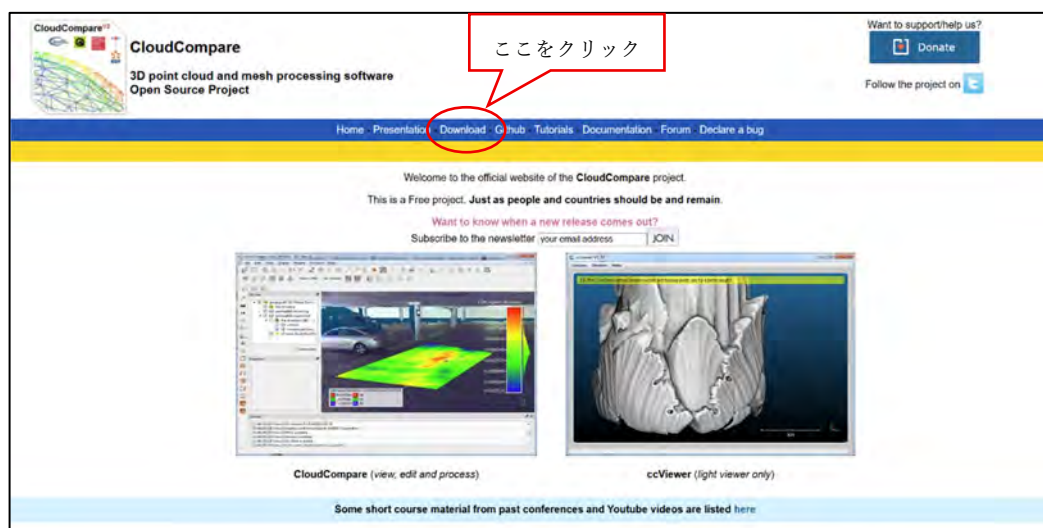 CloudCompare V2
CloudCompare
3D point cloud and mesh processing software
Open Source Project
ここをクリック
Want to support/help us?
Donate
Follow the project on
Home Presentation Download Github Tutorials Documentation Forum Declare a bug
Welcome to the official website of the CloudCompare project.
This is a Free project. Just as people and countries should be and remain.
Want to know when a new release comes out?
Subscribe to the newsletter your email address JOIN
CloudCompare (view, edit and process)
ccViewer (light viewer only)
Some short course material from past conferences and Youtube videos are listed here